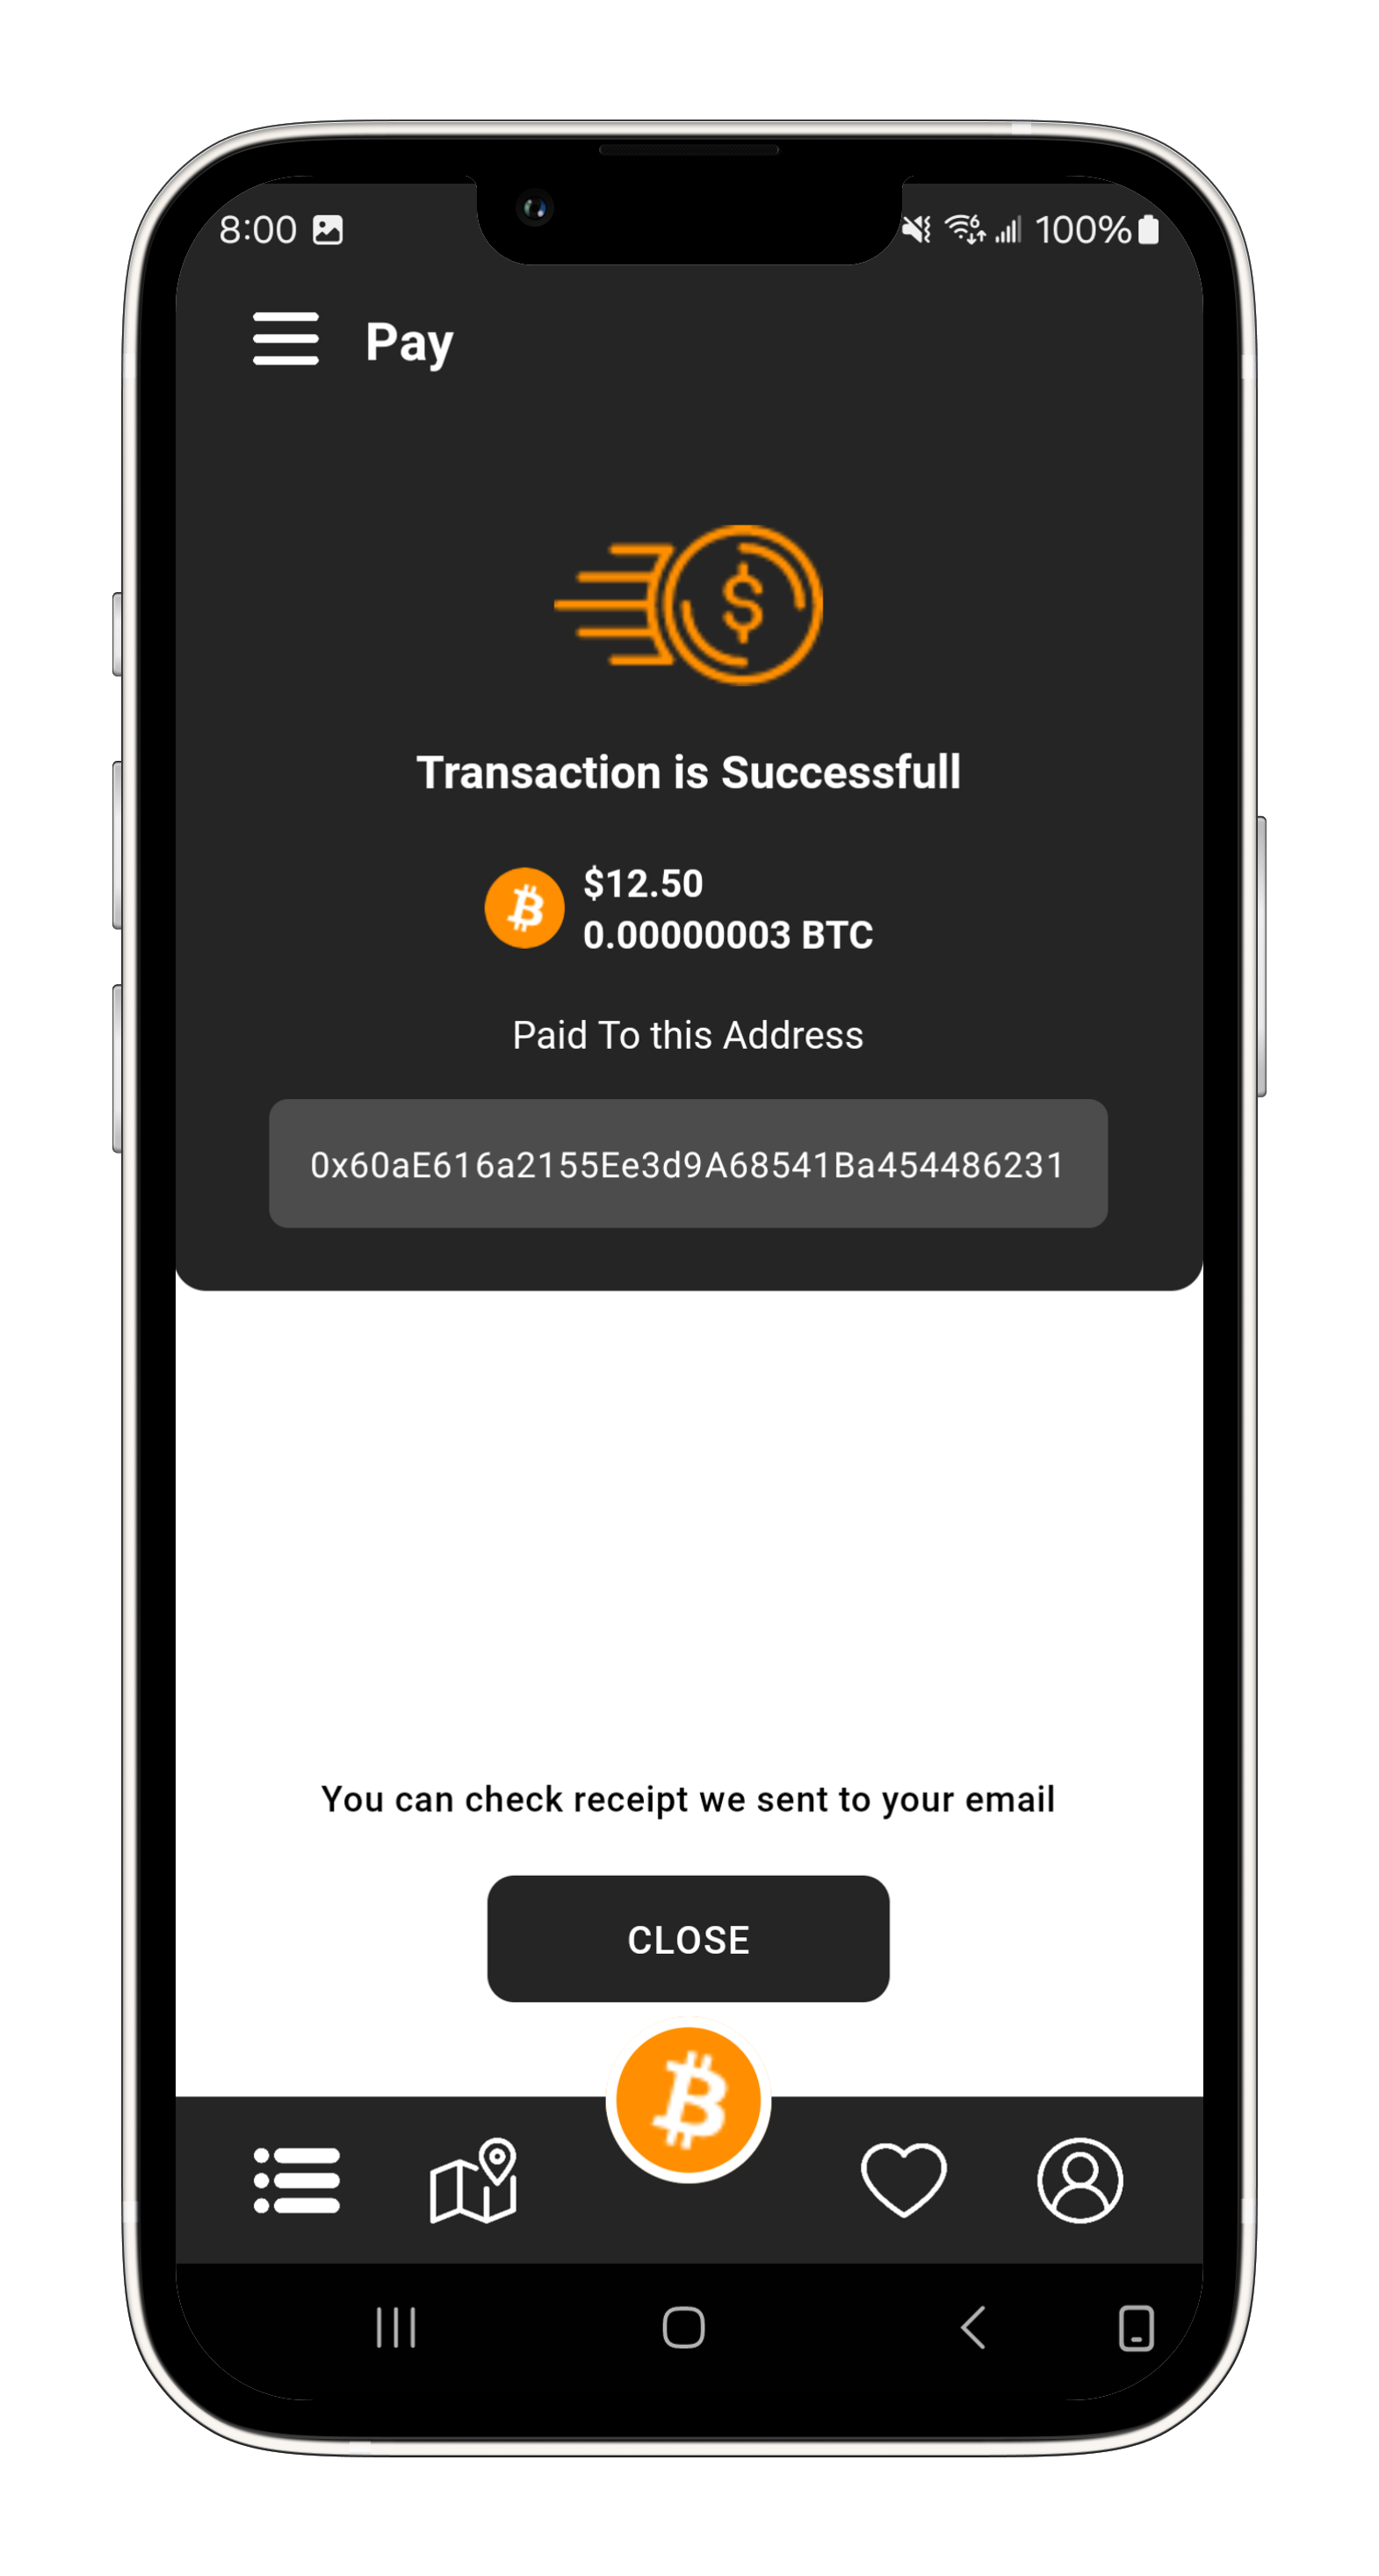 8:00
6
100%
Pay
Transaction is Successfull
$12.50
0.00000003 BTC
Paid To this Address
0x60aE616a2155Ee3d9A68541Ba454486231
You can check receipt we sent to your email
CLOSE